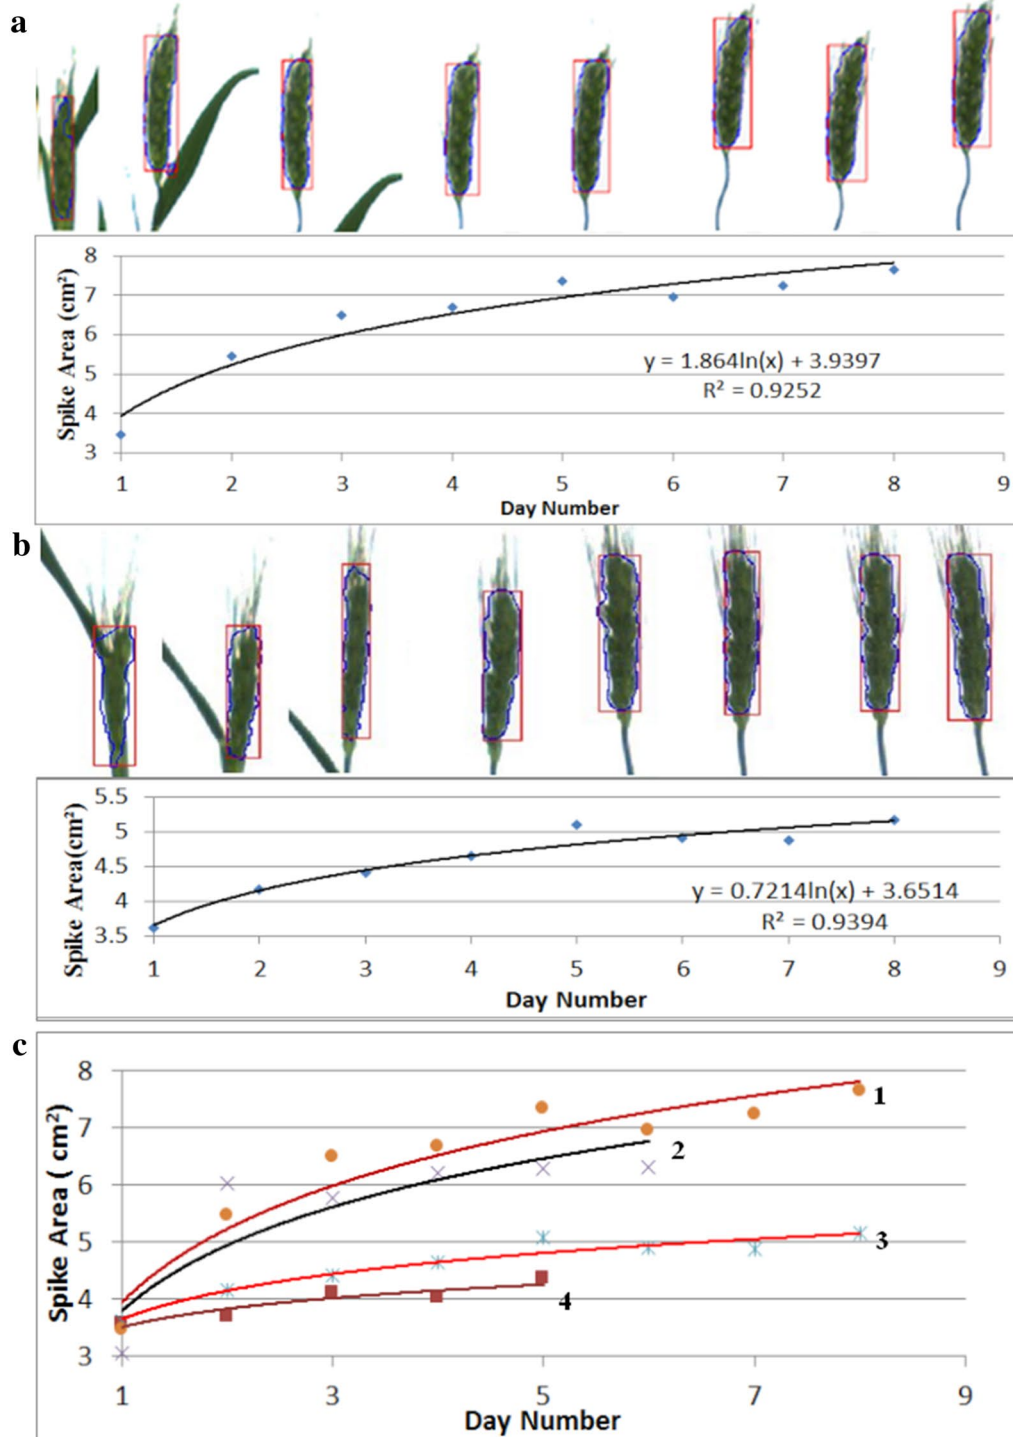 a
8
7
6
5
4
3
Spike Area (cm²)
y = 1.864ln(x) + 3.9397
R² = 0.9252
1 2 3 4 5 6 7 8 9
Day Number
b
5.5
5
4.5
4
3.5
Spike Area(cm²)
y = 0.7214ln(x) + 3.6514
R² = 0.9394
1 2 3 4 5 6 7 8 9
Day Number
c
8
7
6
5
4
3
Spike Area ( cm²)
1
2
3
4
1 3 5 7 9
Day Number